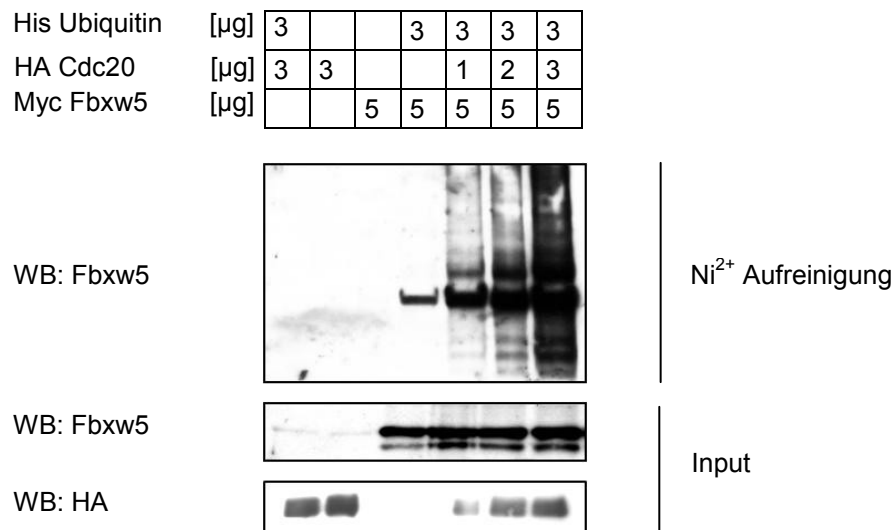 His Ubiquitin [µg] 3 3 3 3 3
HA Cdc20 [µg] 3 3 1 2 3
Myc Fbxw5 [µg] 5 5 5 5 5
WB: Fbxw5
Ni2+ Aufreinigung
WB: Fbxw5
Input
WB: HA